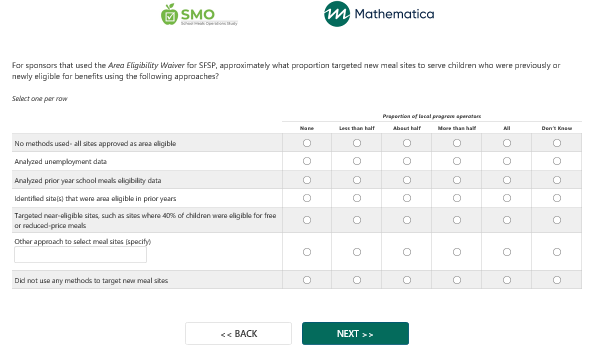 SMO
School Meals Operations Study
Mathematica
For sponsors that used the Area Eligibility Waiver for SFSP, approximately what proportion targeted new meal sites to serve children who were previously or
newly eligible for benefits using the following approaches?
Select one per row
Proportion of local program operators
None Less than half About half More than half All Don't Know
No methods used- all sites approved as area eligible
Analyzed unemployment data
Analyzed prior year school meals eligibility data
Identified site(s) that were area eligible in prior years
Targeted near-eligible sites, such as sites where 40% of children were eligible for free
or reduced-price meals
Other approach to select meal sites (specify)
Did not use any methods to target new meal sites
<< BACK NEXT >>